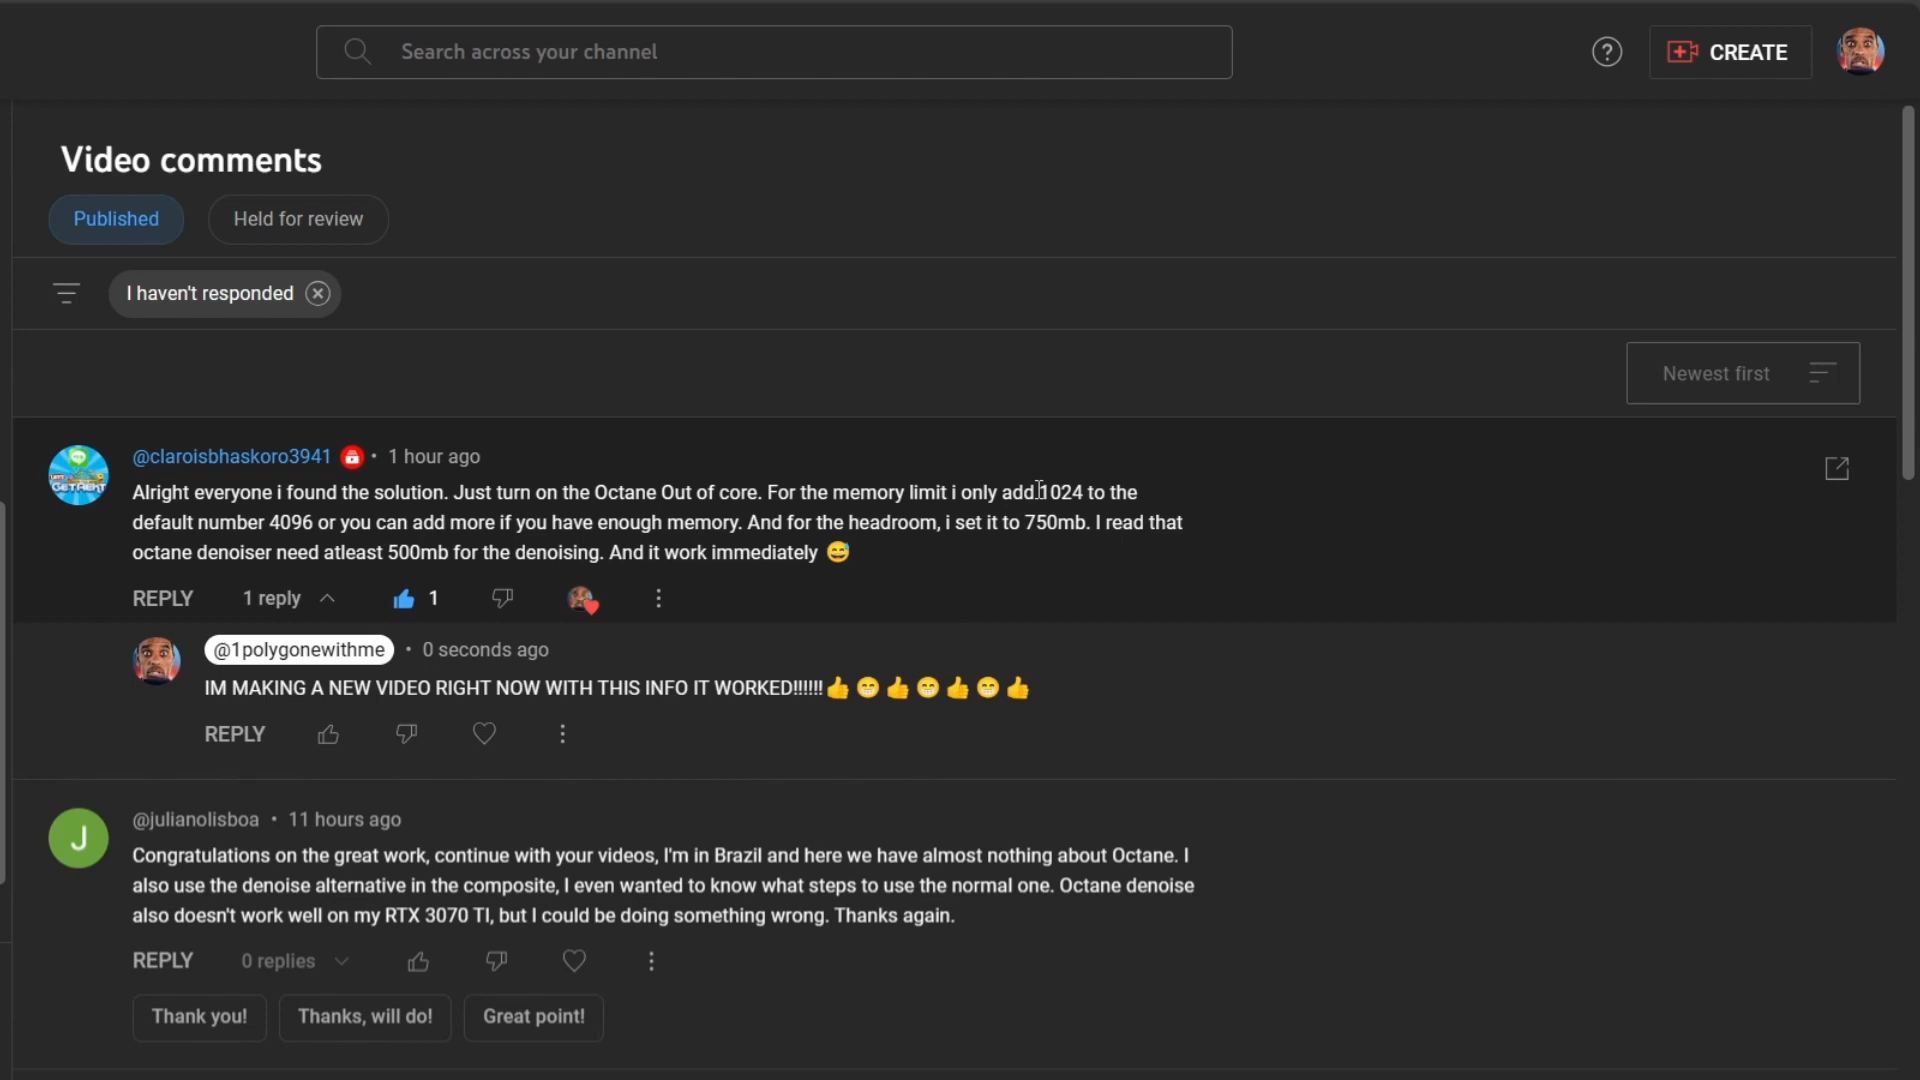 Search across your channel
CREATE
Video comments
Published
Held for review
I haven't responded
Newest first
@claroisbhaskoro3941 • 1 hour ago
Alright everyone i found the solution. Just turn on the Octane Out of core. For the memory limit i only add 1024 to the
default number 4096 or you can add more if you have enough memory. And for the headroom, i set it to 750mb. I read that
octane denoiser need atleast 500mb for the denoising. And it work immediately 😅
REPLY 1 reply 1
@1polygonewithme • 0 seconds ago
IM MAKING A NEW VIDEO RIGHT NOW WITH THIS INFO IT WORKED!!!!!! 👍😁👍😁👍😁👍
REPLY
J
@julianolisboa • 11 hours ago
Congratulations on the great work, continue with your videos, I'm in Brazil and here we have almost nothing about Octane. I
also use the denoise alternative in the composite, I even wanted to know what steps to use the normal one. Octane denoise
also doesn't work well on my RTX 3070 TI, but I could be doing something wrong. Thanks again.
REPLY 0 replies
Thank you! Thanks, will do! Great point!